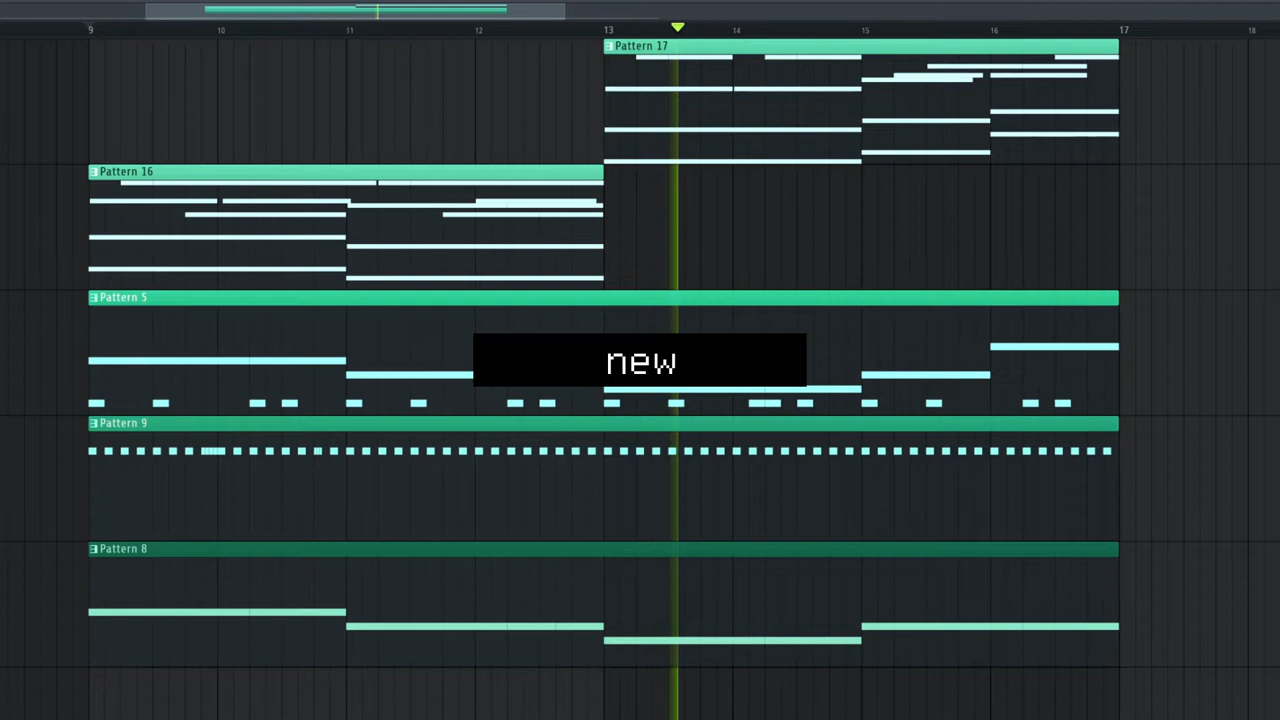 9 10 11 12 13 14 15 16 17 18
Pattern 17
Pattern 16
Pattern 5
new
Pattern 9
Pattern 8